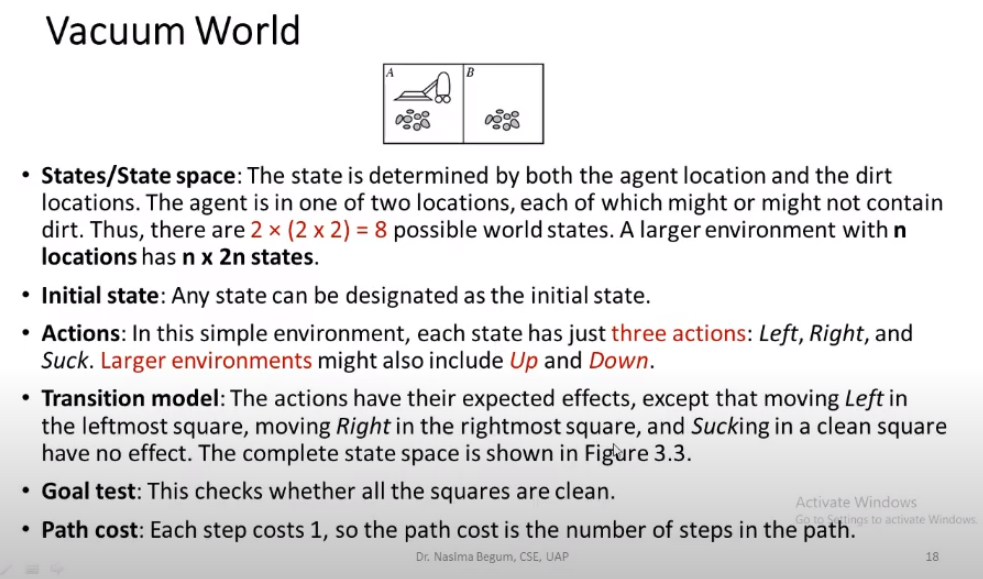 Vacuum World
A B
• States/State space: The state is determined by both the agent location and the dirt
locations. The agent is in one of two locations, each of which might or might not contain
dirt. Thus, there are 2 × (2 x 2) = 8 possible world states. A larger environment with n
locations has n x 2n states.
• Initial state: Any state can be designated as the initial state.
• Actions: In this simple environment, each state has just three actions: Left, Right, and
Suck. Larger environments might also include Up and Down.
• Transition model: The actions have their expected effects, except that moving Left in
the leftmost square, moving Right in the rightmost square, and Sucking in a clean square
have no effect. The complete state space is shown in Figure 3.3.
• Goal test: This checks whether all the squares are clean.
Activate Windows
Go to Settings to activate Windows.
• Path cost: Each step costs 1, so the path cost is the number of steps in the path.
Dr. Nasima Begum, CSE, UAP 18